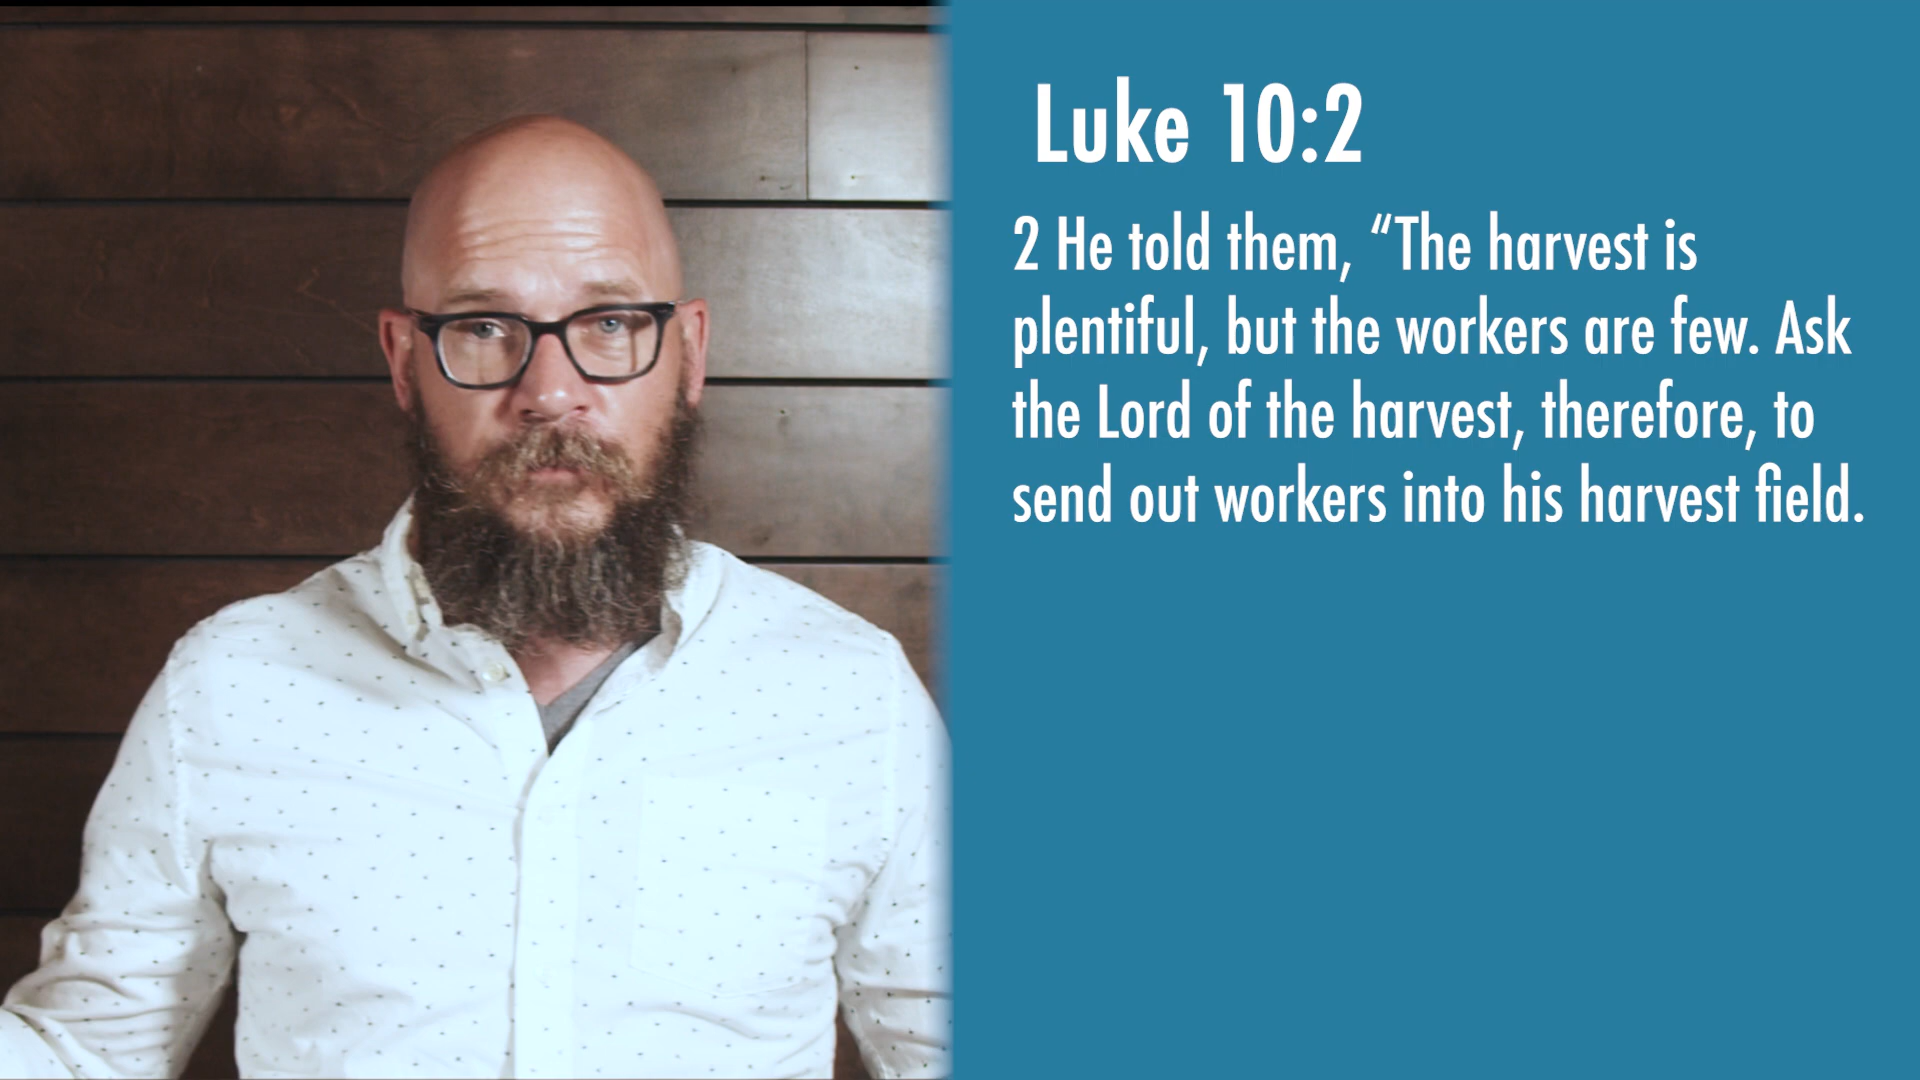 Luke 10:2
2 He told them, “The harvest is
plentiful, but the workers are few. Ask
the Lord of the harvest, therefore, to
send out workers into his harvest field.